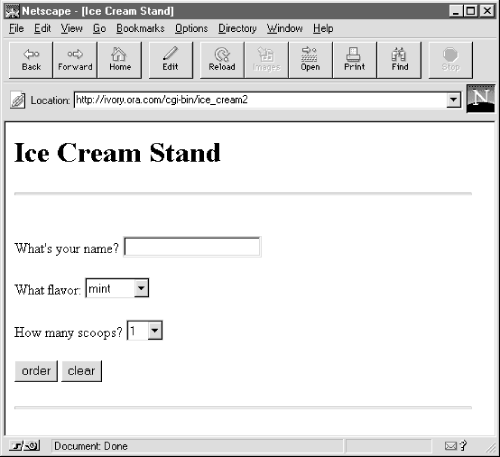 Netscape - [Ice Cream Stand]
File Edit View Go Bookmarks Options Directory Window Help
Back Forward Home Edit Reload Images Open Print Find Stop
Location: http://ivory.ora.com/cgi-bin/ice_cream2
N
Ice Cream Stand
What's your name?
What flavor: mint
How many scoops? 1
order clear
Document: Done